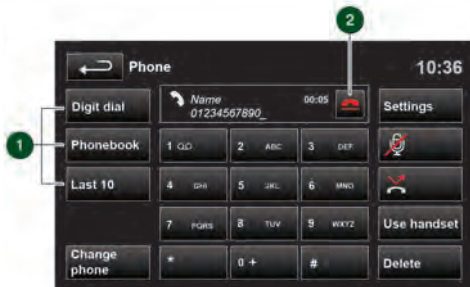 2
Phone
10:36
Digit dial
Name
00:05
Settings
01234567890_
1
Phonebook
1
2 ABC
3 DEF
Last 10
4 GHI
5 JKL
6 MNO
7 PQRS
8 TUV
9 WXYZ
Use handset
Change
phone
*
0 +
#
Delete